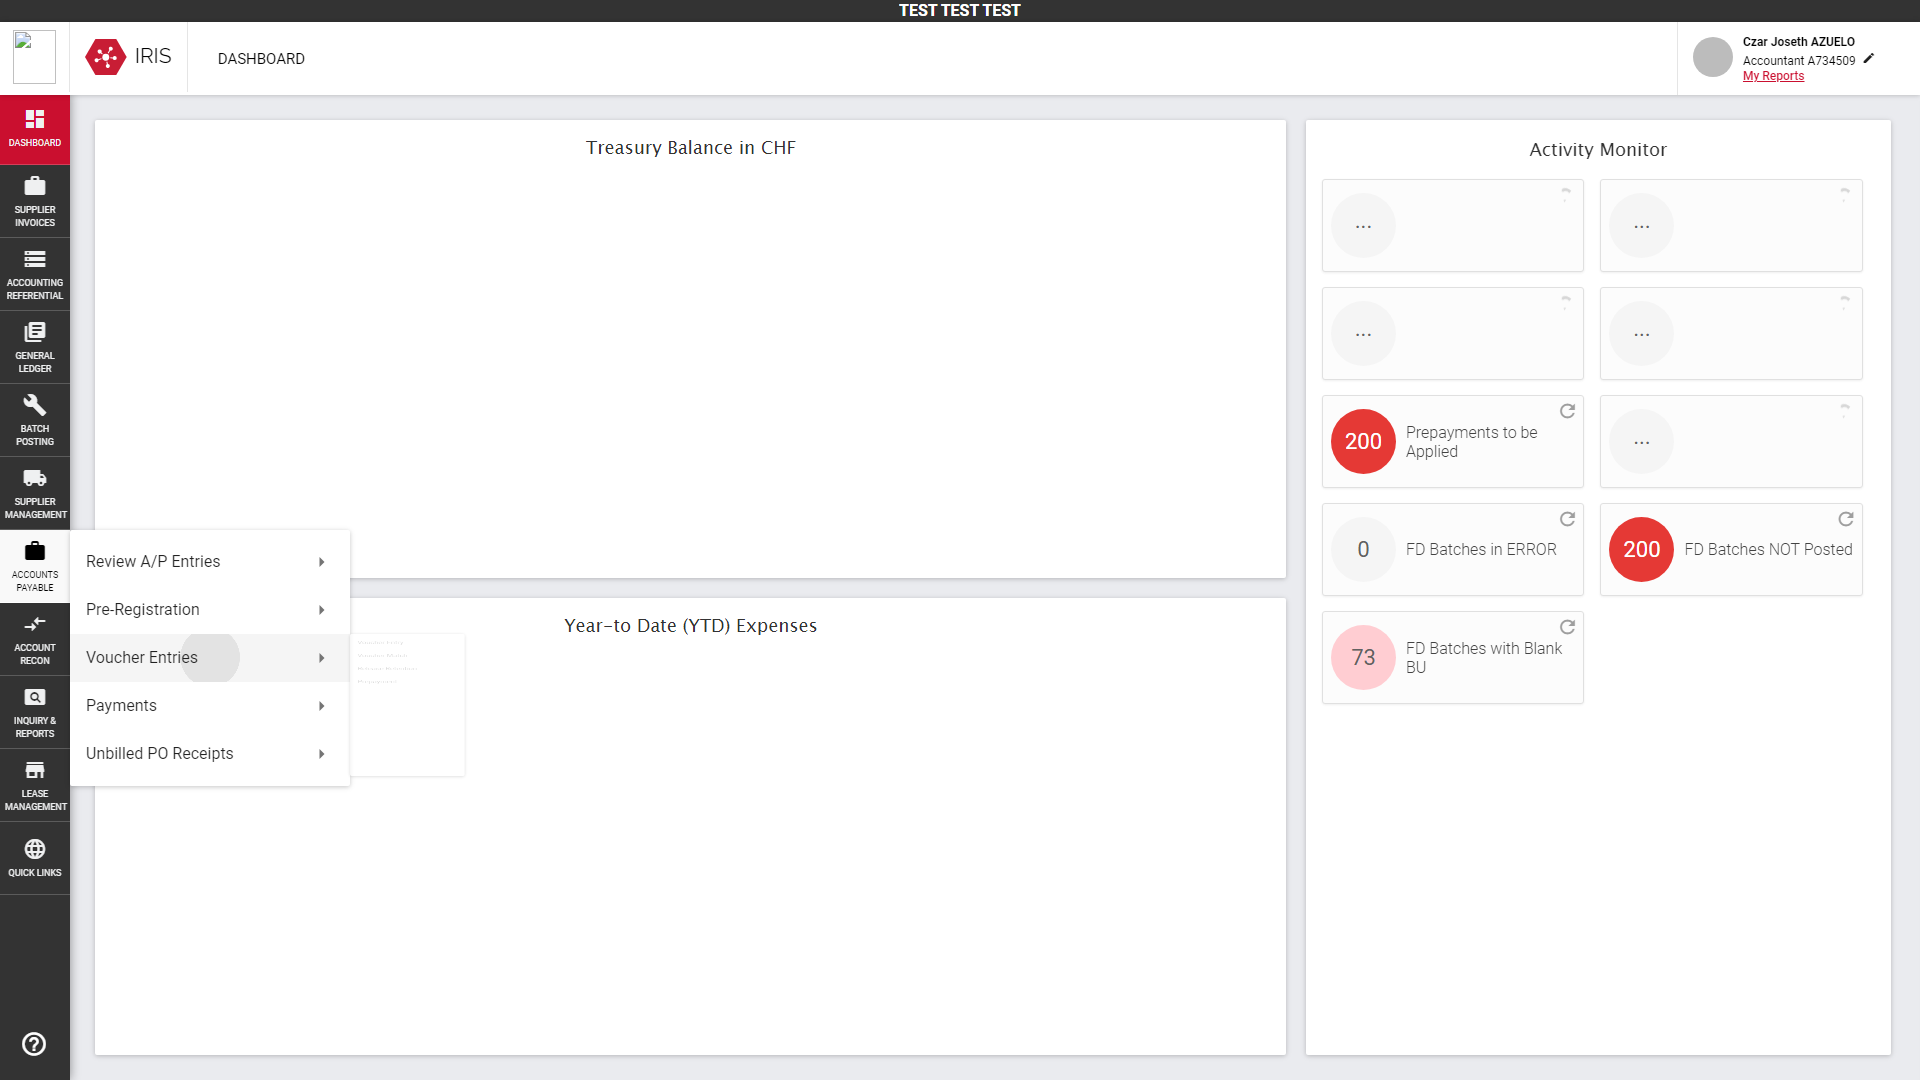 TEST TEST TEST
IRIS
DASHBOARD
Czar Joseth AZUELO
Accountant A734509
My Reports
DASHBOARD
SUPPLIER
INVOICES
ACCOUNTING
REFERENTIAL
GENERAL
LEDGER
BATCH
POSTING
SUPPLIER
MANAGEMENT
ACCOUNTS
PAYABLE
ACCOUNT
RECON
INQUIRY &
REPORTS
LEASE
MANAGEMENT
QUICK LINKS
Review A/P Entries
Pre-Registration
Voucher Entries
Payments
Unbilled PO Receipts
Treasury Balance in CHF
Year-to Date (YTD) Expenses
Activity Monitor
...
...
...
...
200
Prepayments to be
Applied
...
0
FD Batches in ERROR
200
FD Batches NOT Posted
73
FD Batches with Blank
BU